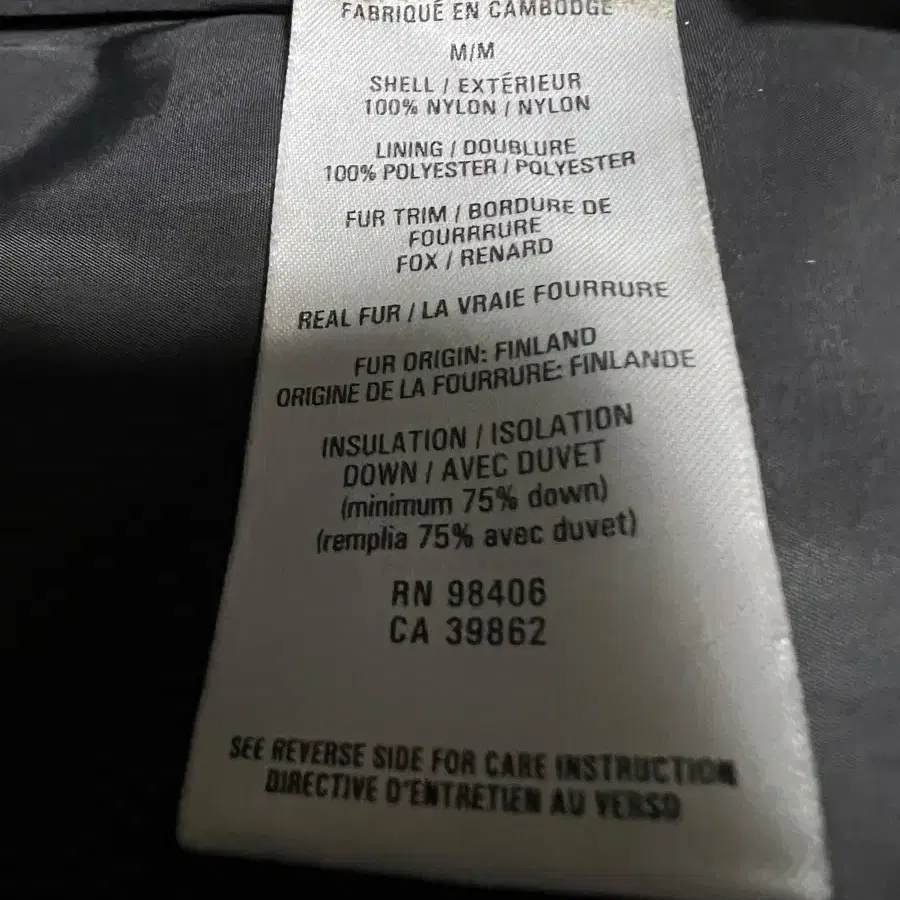 FABRIQUÉ EN CAMBODGE
M/M
SHELL / EXTÉRIEUR
100% NYLON / NYLON
LINING / DOUBLURE
100% POLYESTER / POLYESTER
FUR TRIM / BORDURE DE
FOURRRURE
FOX / RENARD
REAL FUR / LA VRAIE FOURRURE
FUR ORIGIN: FINLAND
ORIGINE DE LA FOURRURE: FINLANDE
INSULATION / ISOLATION
DOWN / AVEC DUVET
(minimum 75% down)
(remplia 75% avec duvet)
RN 98406
CA 39862
SEE REVERSE SIDE FOR CARE INSTRUCTION
DIRECTIVE D'ENTRETIEN AU VERSO